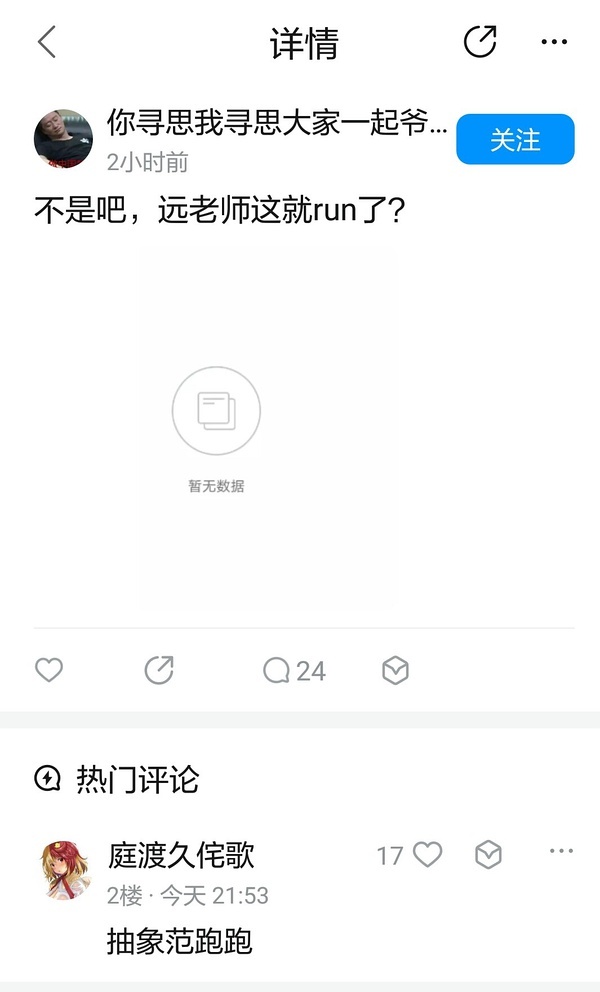 详情
你寻思我寻思大家一起爷...
关注
2小时前
不是吧，远老师这就run了？
暂无数据
24
热门评论
庭渡久侘歌
17
2楼 · 今天 21:53
抽象范跑跑